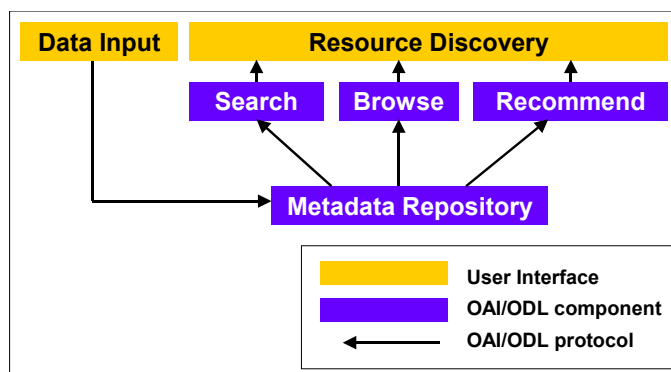 Data Input
Resource Discovery
Search
Browse
Recommend
Metadata Repository
User Interface
OAI/ODL component
OAI/ODL protocol